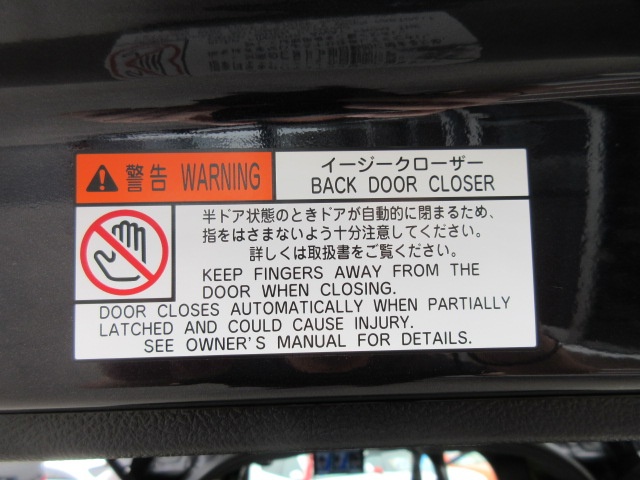 警告 WARNING
イージークローザー
BACK DOOR CLOSER
半ドア状態のときドアが自動的に閉まるため、
指をはさまないよう十分注意してください。
詳しくは取扱書をご覧ください。
KEEP FINGERS AWAY FROM THE
DOOR WHEN CLOSING.
DOOR CLOSES AUTOMATICALLY WHEN PARTIALLY
LATCHED AND COULD CAUSE INJURY.
SEE OWNER'S MANUAL FOR DETAILS.